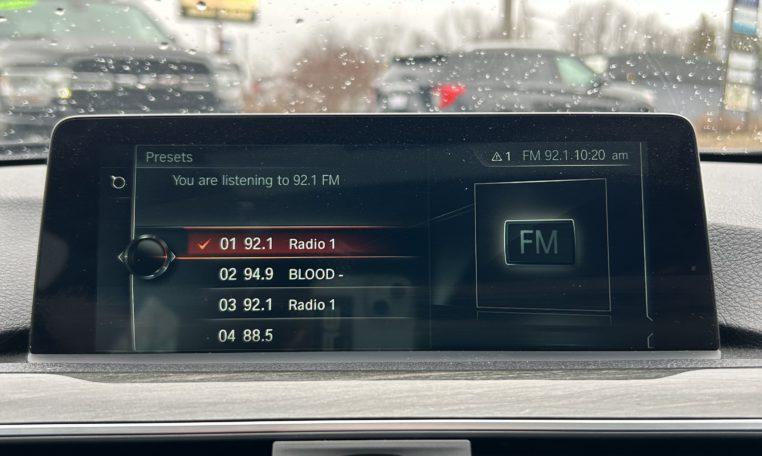 Presets
⚠1 FM 92.1 10:20 am
You are listening to 92.1 FM
✓ 01 92.1 Radio 1
02 94.9 BLOOD -
03 92.1 Radio 1
04 88.5
FM